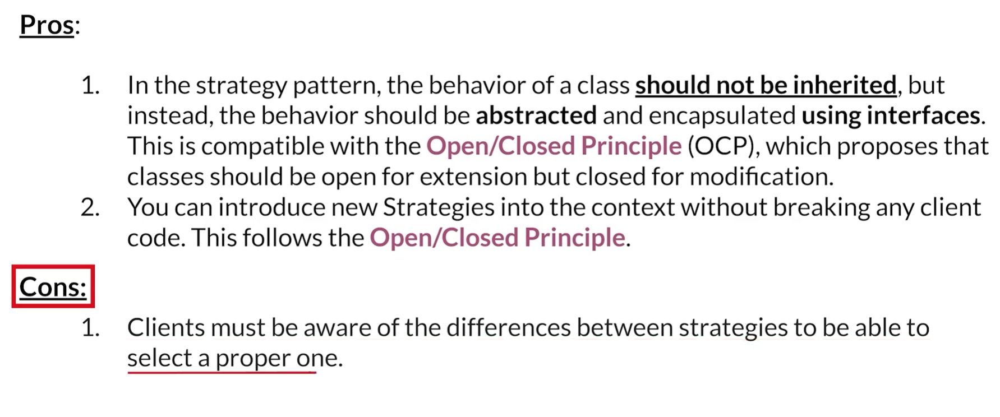 Pros:
1. In the strategy pattern, the behavior of a class should not be inherited, but
instead, the behavior should be abstracted and encapsulated using interfaces.
This is compatible with the Open/Closed Principle (OCP), which proposes that
classes should be open for extension but closed for modification.
2. You can introduce new Strategies into the context without breaking any client
code. This follows the Open/Closed Principle.
Cons:
1. Clients must be aware of the differences between strategies to be able to
select a proper one.